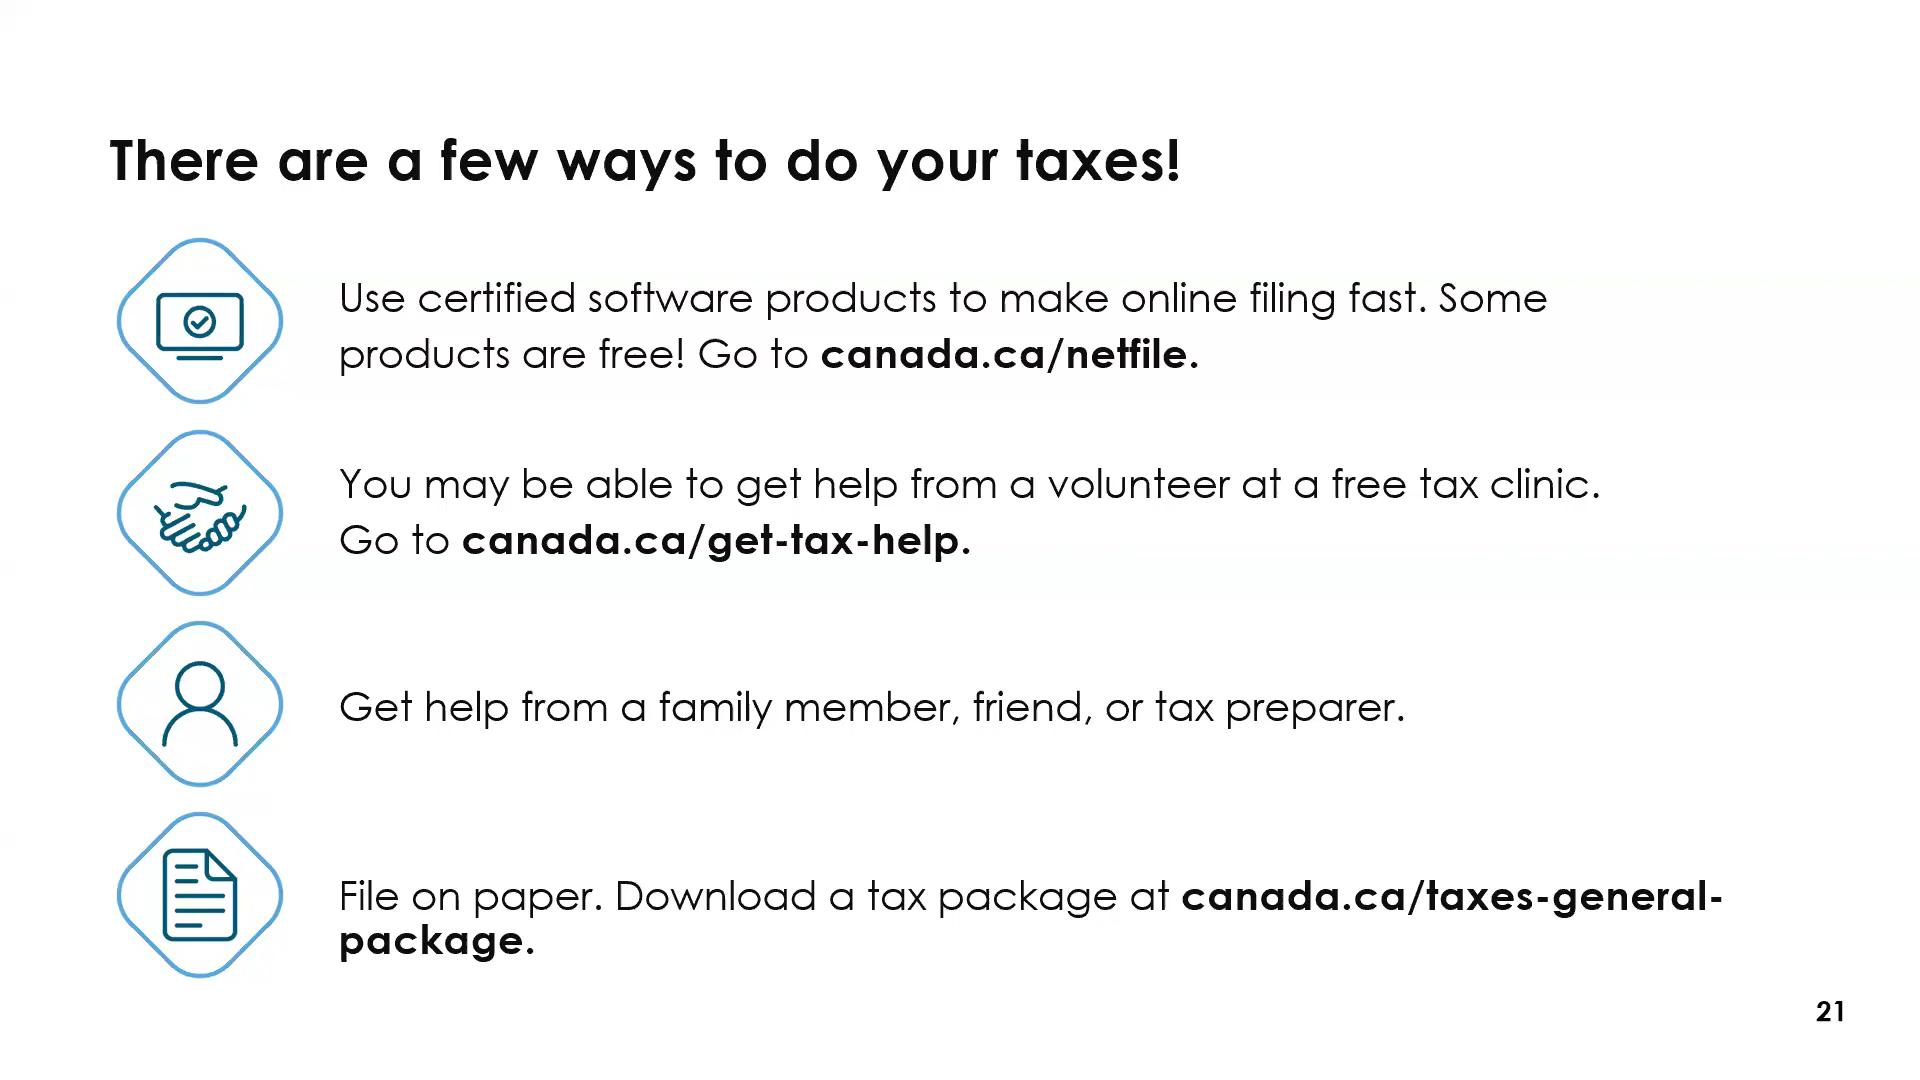 There are a few ways to do your taxes!
Use certified software products to make online filing fast. Some
products are free! Go to canada.ca/netfile.
You may be able to get help from a volunteer at a free tax clinic.
Go to canada.ca/get-tax-help.
Get help from a family member, friend, or tax preparer.
File on paper. Download a tax package at canada.ca/taxes-general-
package.
21